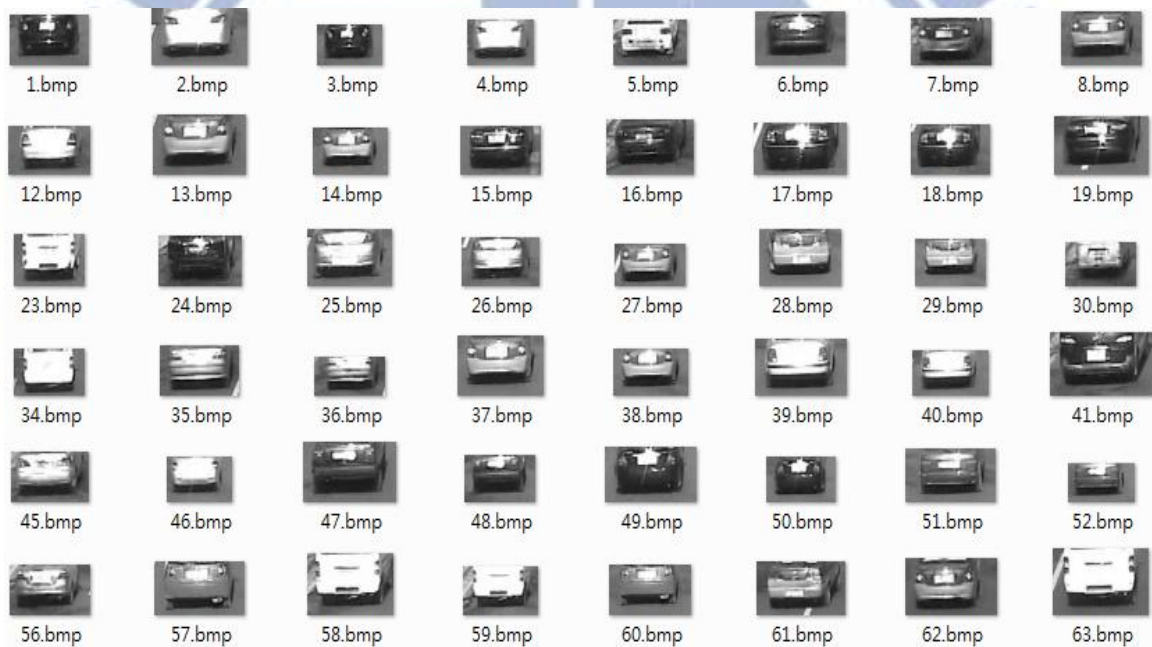 1.bmp 2.bmp 3.bmp 4.bmp 5.bmp 6.bmp 7.bmp 8.bmp
12.bmp 13.bmp 14.bmp 15.bmp 16.bmp 17.bmp 18.bmp 19.bmp
23.bmp 24.bmp 25.bmp 26.bmp 27.bmp 28.bmp 29.bmp 30.bmp
34.bmp 35.bmp 36.bmp 37.bmp 38.bmp 39.bmp 40.bmp 41.bmp
45.bmp 46.bmp 47.bmp 48.bmp 49.bmp 50.bmp 51.bmp 52.bmp
56.bmp 57.bmp 58.bmp 59.bmp 60.bmp 61.bmp 62.bmp 63.bmp